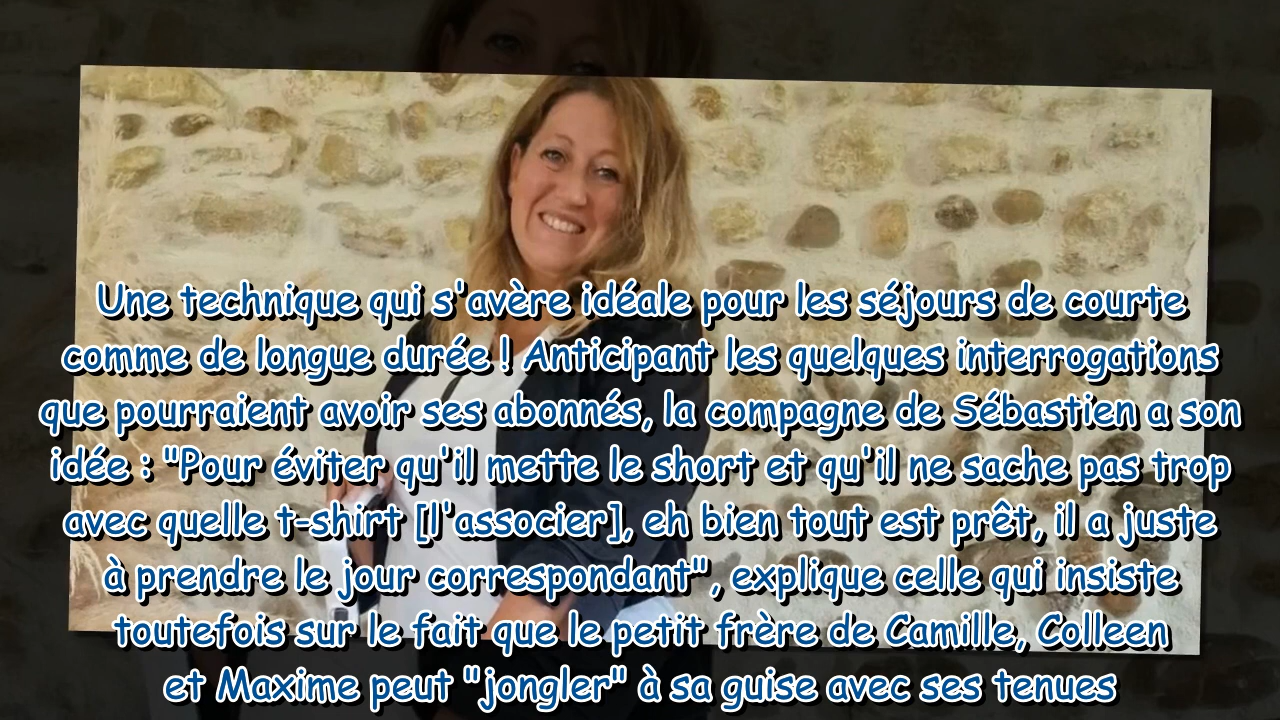 Une technique qui s'avère idéale pour les séjours de courte
comme de longue durée ! Anticipant les quelques interrogations
que pourraient avoir ses abonnés, la compagne de Sébastien a son
idée : "Pour éviter qu'il mette le short et qu'il ne sache pas trop
avec quelle t-shirt [l'associer], eh bien tout est prêt, il a juste
à prendre le jour correspondant", explique celle qui insiste
toutefois sur le fait que le petit frère de Camille, Colleen
et Maxime peut "jongler" à sa guise avec ses tenues